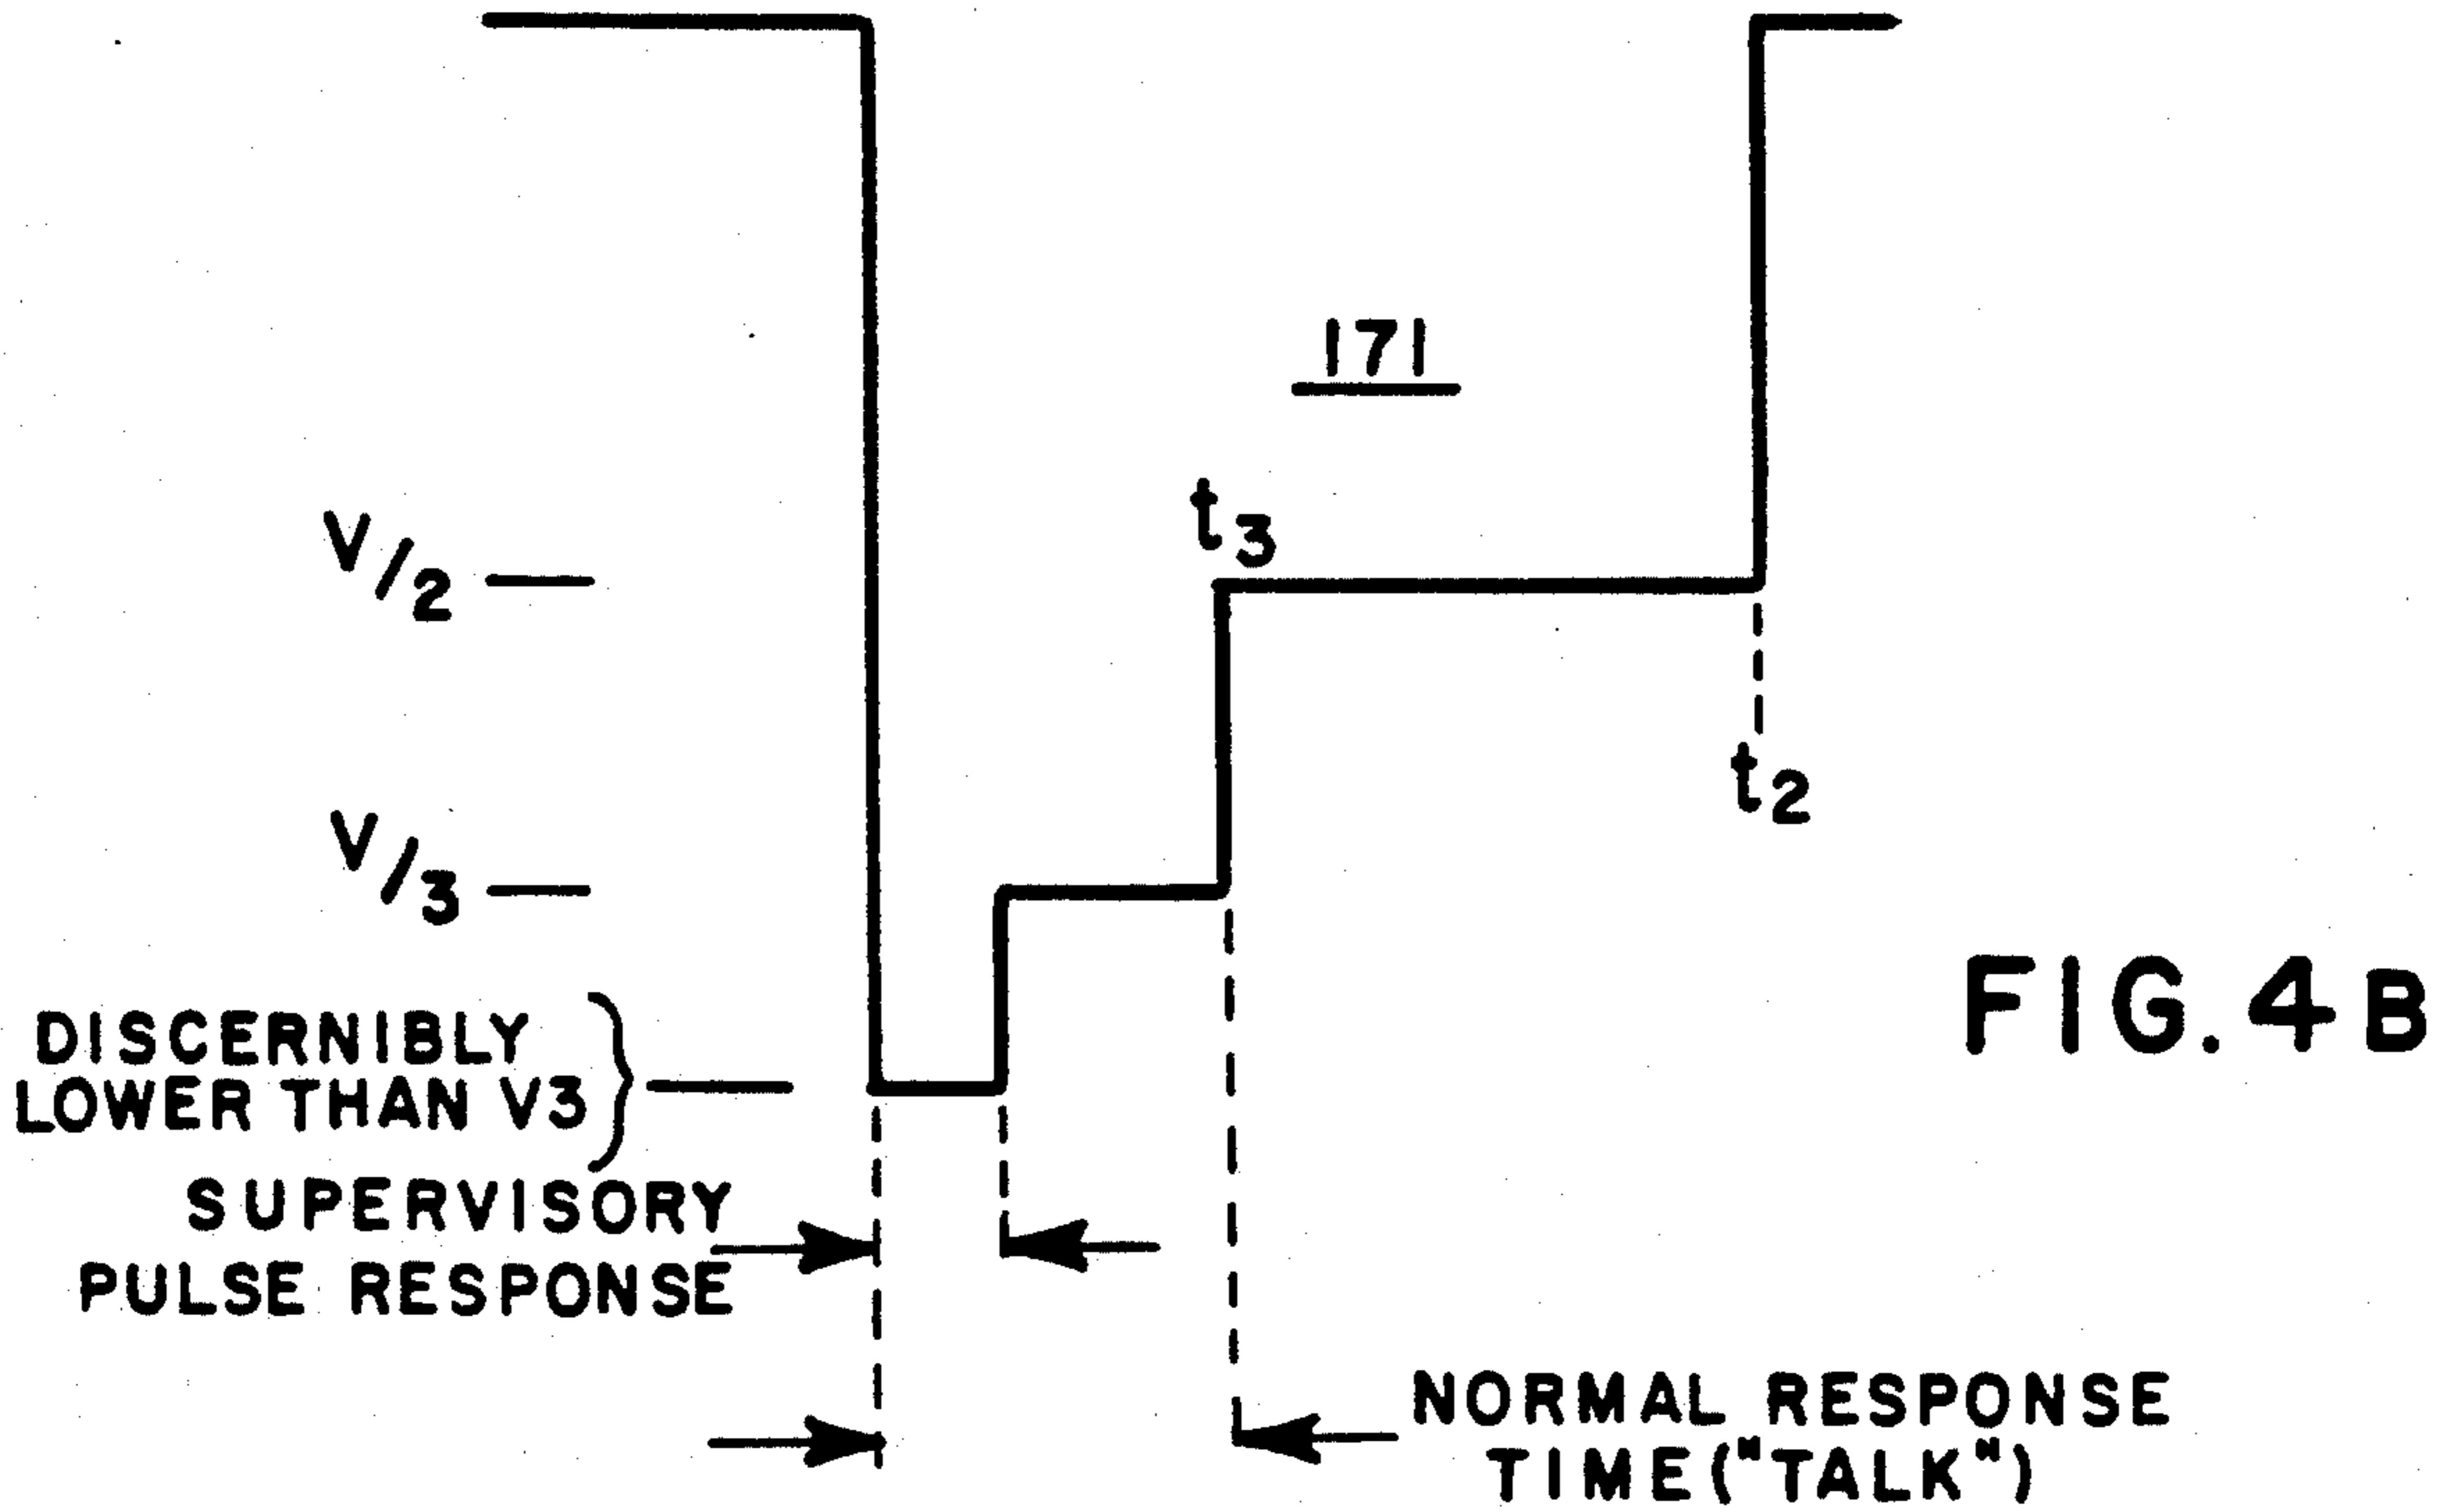 171
t3
V/2
t2
V/3
FIG. 4B
DISCERNIBLY
LOWER THAN V3
SUPERVISORY
PULSE RESPONSE
NORMAL RESPONSE
TIME("TALK")